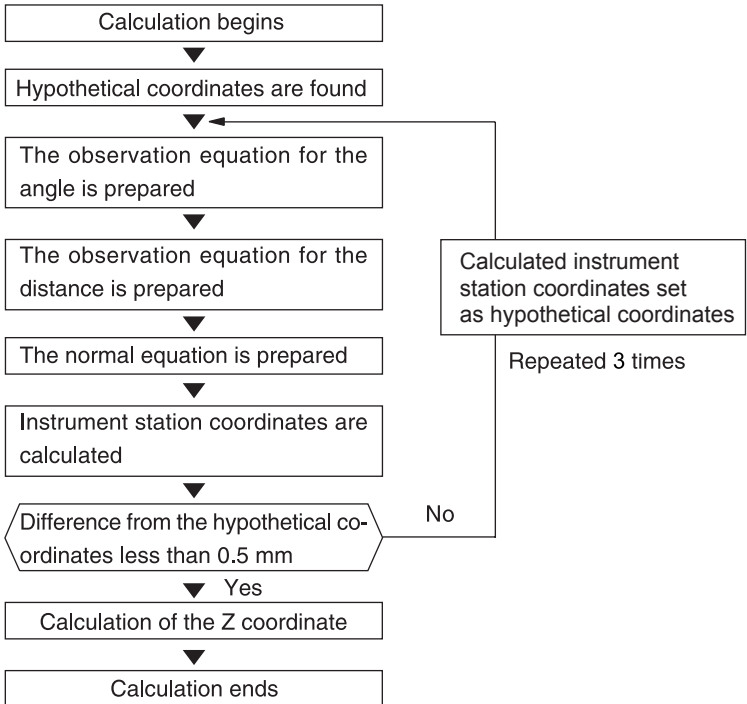 Calculation begins
Hypothetical coordinates are found
The observation equation for the
angle is prepared
The observation equation for the
distance is prepared
The normal equation is prepared
Instrument station coordinates are
calculated
Difference from the hypothetical co-
ordinates less than 0.5 mm
No
Calculated instrument
station coordinates set
as hypothetical coordinates
Repeated 3 times
Yes
Calculation of the Z coordinate
Calculation ends